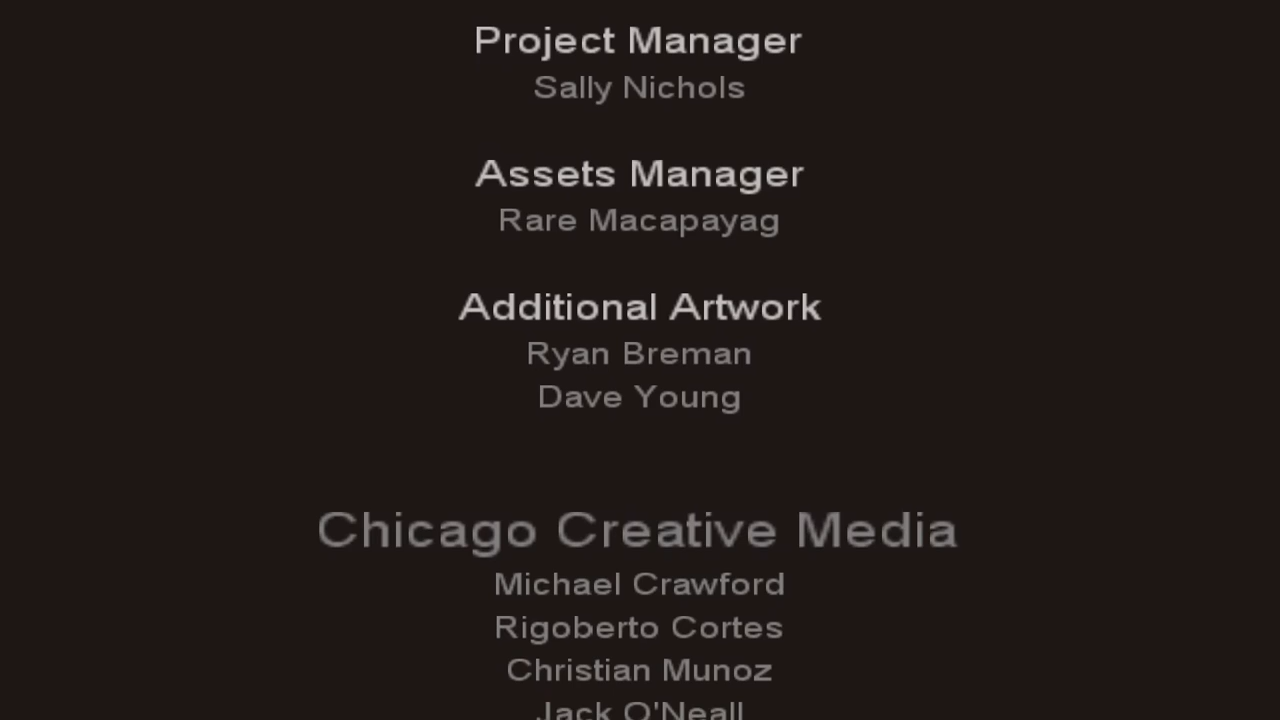 Project Manager
Sally Nichols
Assets Manager
Rare Macapayag
Additional Artwork
Ryan Breman
Dave Young
Chicago Creative Media
Michael Crawford
Rigoberto Cortes
Christian Munoz
Jack O'Neall